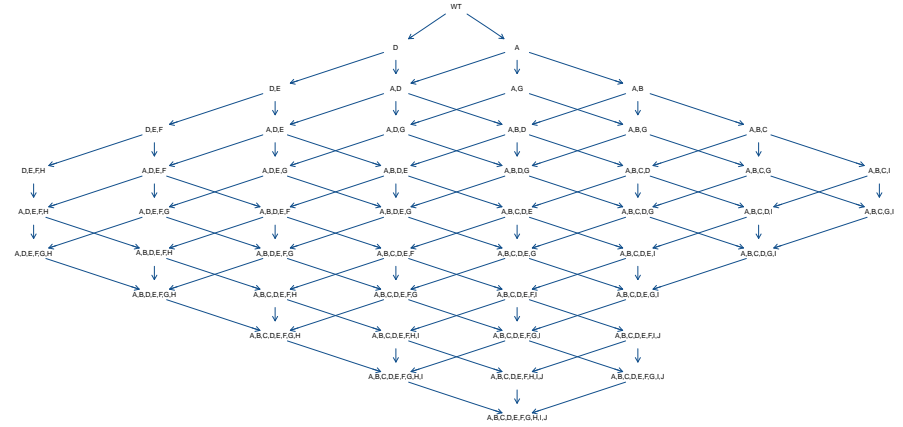 WT
D
A
D,E
A,D
A,G
A,B
D,E,F
A,D,E
A,D,G
A,B,D
A,B,G
A,B,C
D,E,F,H
A,D,E,F
A,D,E,G
A,B,D,E
A,B,D,G
A,B,C,D
A,B,C,G
A,B,C,I
A,D,E,F,H
A,D,E,F,G
A,B,D,E,F
A,B,D,E,G
A,B,C,D,E
A,B,C,D,G
A,B,C,D,I
A,B,C,G,I
A,D,E,F,G,H
A,B,D,E,F,H
A,B,D,E,F,G
A,B,C,D,E,F
A,B,C,D,E,G
A,B,C,D,E,I
A,B,C,D,G,I
A,B,D,E,F,G,H
A,B,C,D,E,F,H
A,B,C,D,E,F,G
A,B,C,D,E,F,I
A,B,C,D,E,G,I
A,B,C,D,E,F,G,H
A,B,C,D,E,F,H,I
A,B,C,D,E,F,G,I
A,B,C,D,E,F,I,J
A,B,C,D,E,F,G,H,I
A,B,C,D,E,F,H,I,J
A,B,C,D,E,F,G,I,J
A,B,C,D,E,F,G,H,I,J